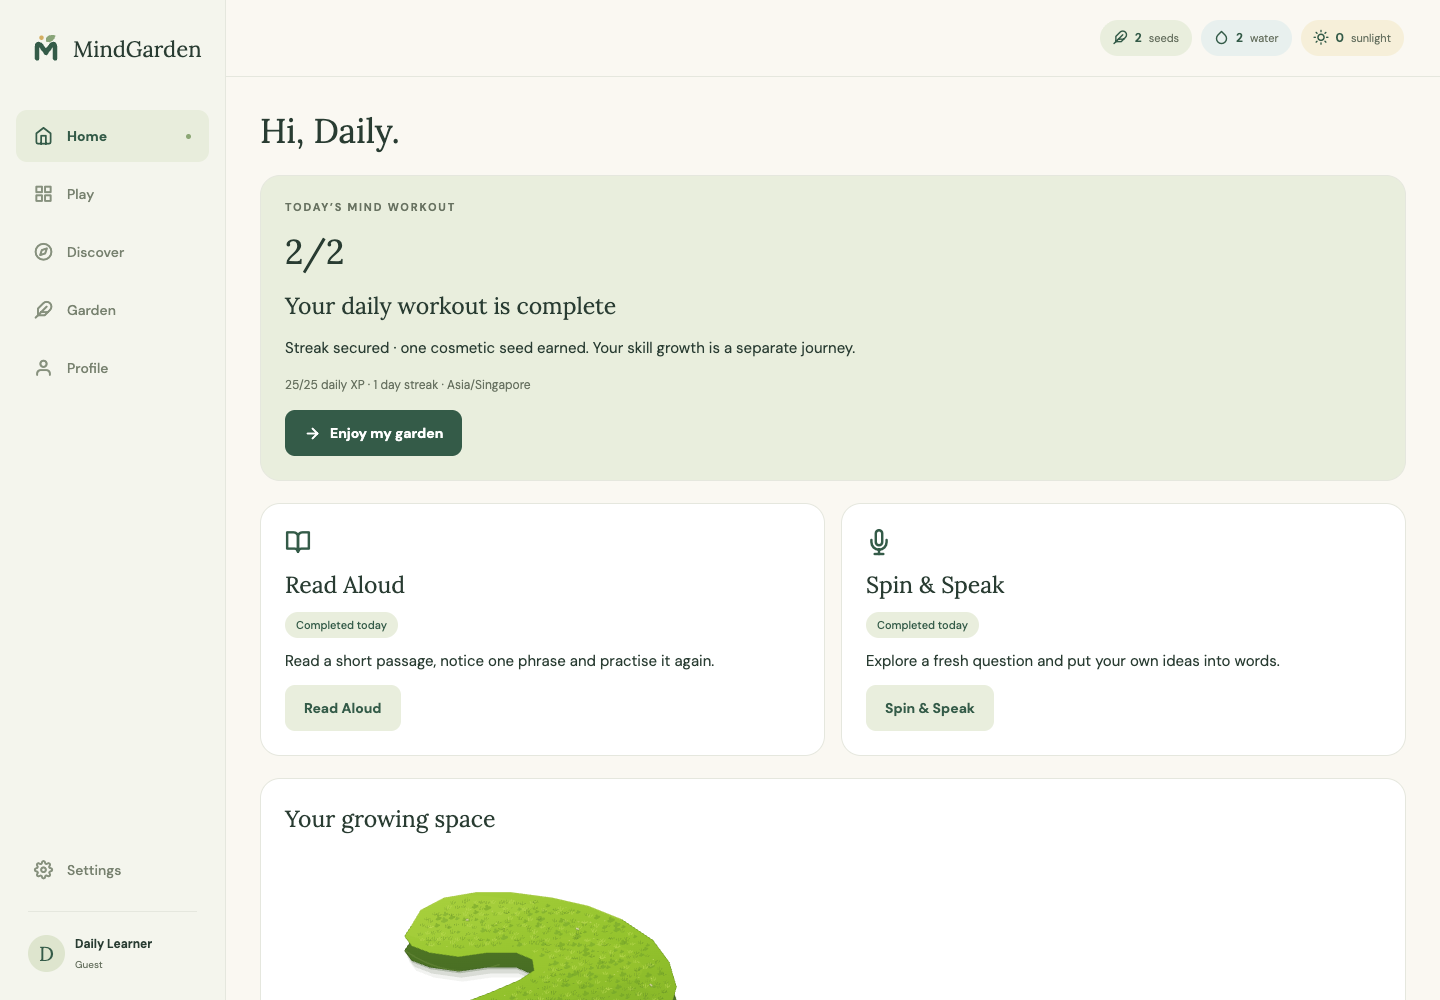 MindGarden
2 seeds
2 water
0 sunlight
Home
Play
Discover
Garden
Profile
Settings
D
Daily Learner
Guest
Hi, Daily.
TODAY’S MIND WORKOUT
2/2
Your daily workout is complete
Streak secured · one cosmetic seed earned. Your skill growth is a separate journey.
25/25 daily XP · 1 day streak · Asia/Singapore
Enjoy my garden
Read Aloud
Completed today
Read a short passage, notice one phrase and practise it again.
Read Aloud
Spin & Speak
Completed today
Explore a fresh question and put your own ideas into words.
Spin & Speak
Your growing space